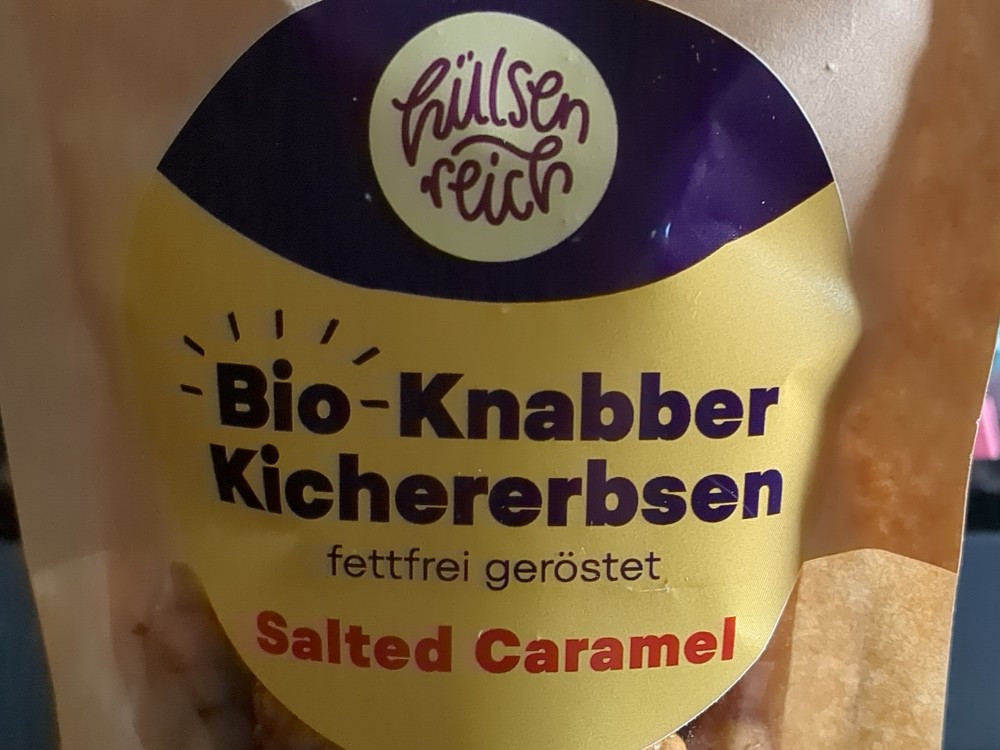 hülsen
reich
Bio-Knabber
Kichererbsen
fettfrei geröstet
Salted Caramel